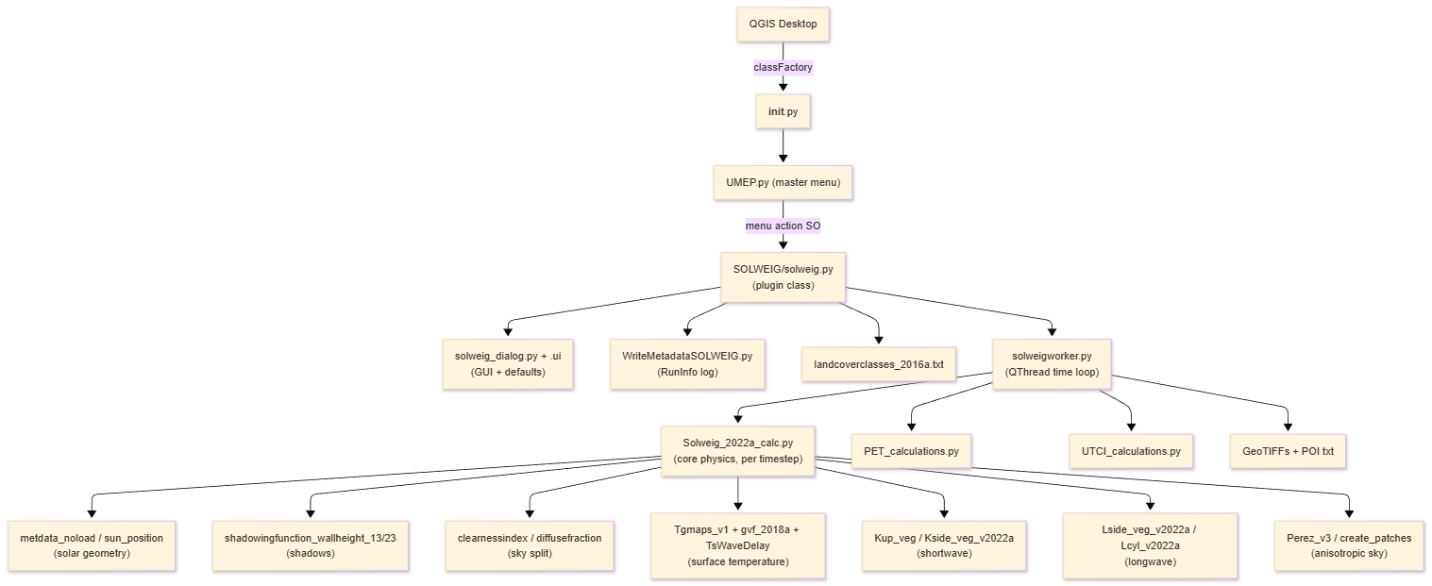 QGIS Desktop
classFactory
init.py
UMEP.py (master menu)
menu action SO
SOLWEIG/solweig.py
(plugin class)
solweig_dialog.py + .ui
(GUI + defaults)
WriteMetadataSOLWEIG.py
(RunInfo log)
landcoverclasses_2016a.txt
solweigworker.py
(QThread time loop)
Solweig_2022a_calc.py
(core physics, per timestep)
PET_calculations.py
UTCI_calculations.py
GeoTIFFs + POI txt
metdata_noload / sun_position
(solar geometry)
shadowingfunction_wallheight_13/23
(shadows)
clearnessindex / diffusefraction
(sky split)
Tgmaps_v1 + gvf_2018a +
TsWaveDelay
(surface temperature)
Kup_veg / Kside_veg_v2022a
(shortwave)
Lside_veg_v2022a /
Lcyl_v2022a
(longwave)
Perez_v3 / create_patches
(anisotropic sky)